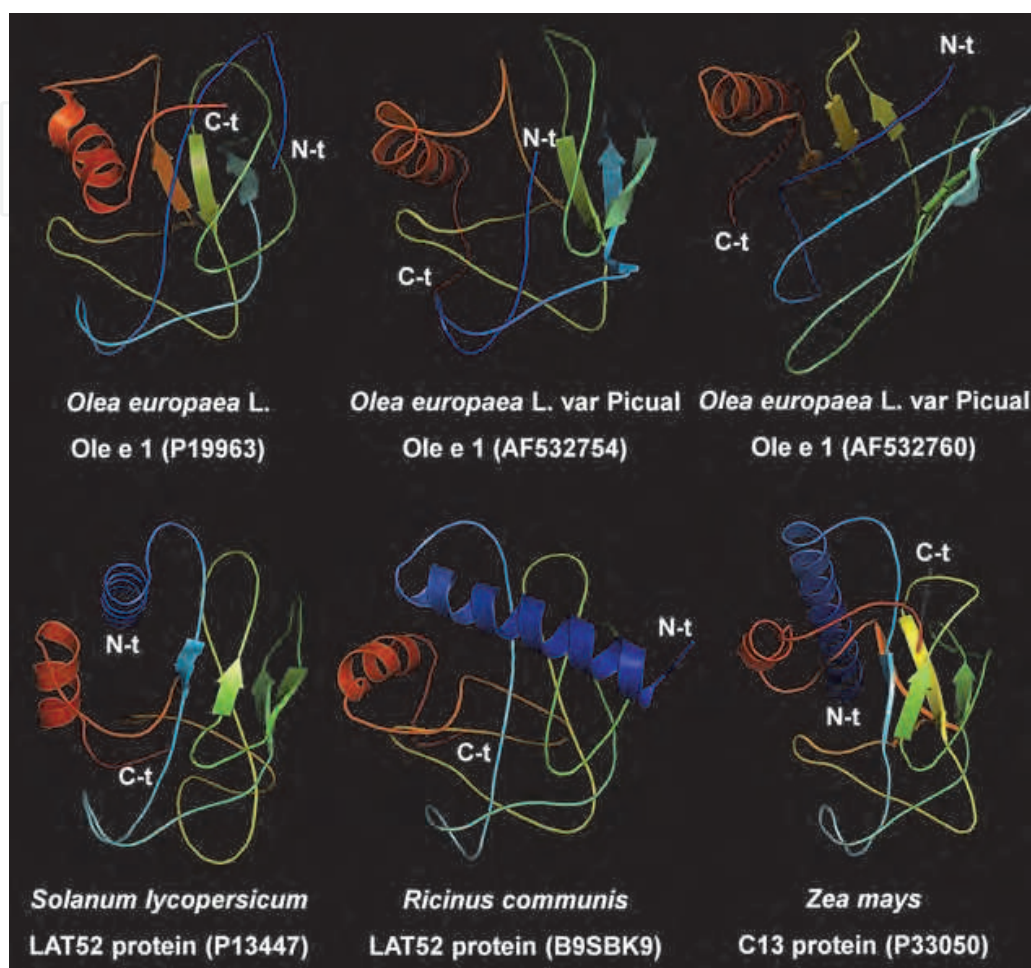 C-t
N-t
N-t
C-t
N-t
C-t
Olea europaea L.
Ole e 1 (P19963)
Olea europaea L. var Picual
Ole e 1 (AF532754)
Olea europaea L. var Picual
Ole e 1 (AF532760)
N-t
C-t
N-t
C-t
C-t
N-t
Solanum lycopersicum
LAT52 protein (P13447)
Ricinus communis
LAT52 protein (B9SBK9)
Zea mays
C13 protein (P33050)